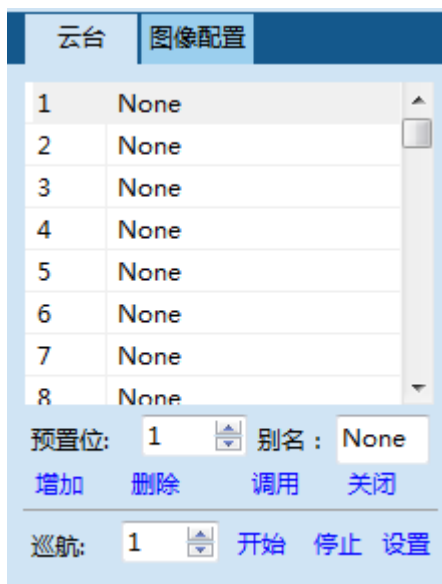 云台 图像配置
1 None
2 None
3 None
4 None
5 None
6 None
7 None
8 None
预置位: 1 别名： None
增加 删除 调用 关闭
巡航: 1 开始 停止 设置